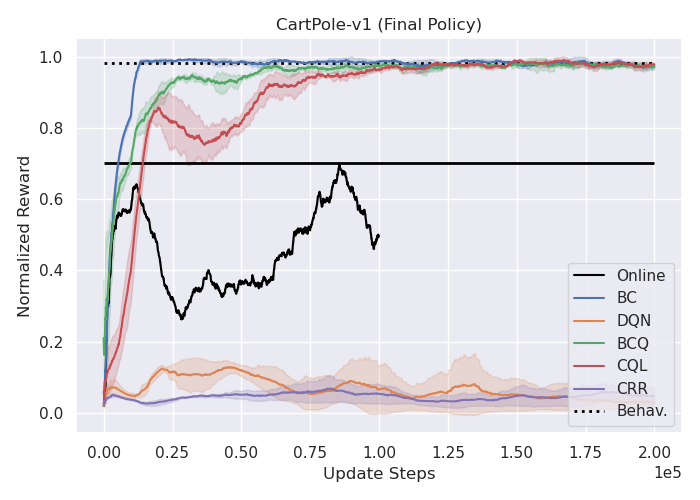 CartPole-v1 (Final Policy)
Normalized Reward
1.0
0.8
0.6
0.4
0.2
0.0
Online
BC
DQN
BCQ
CQL
CRR
Behav.
0.00 0.25 0.50 0.75 1.00 1.25 1.50 1.75 2.00
Update Steps
1e5